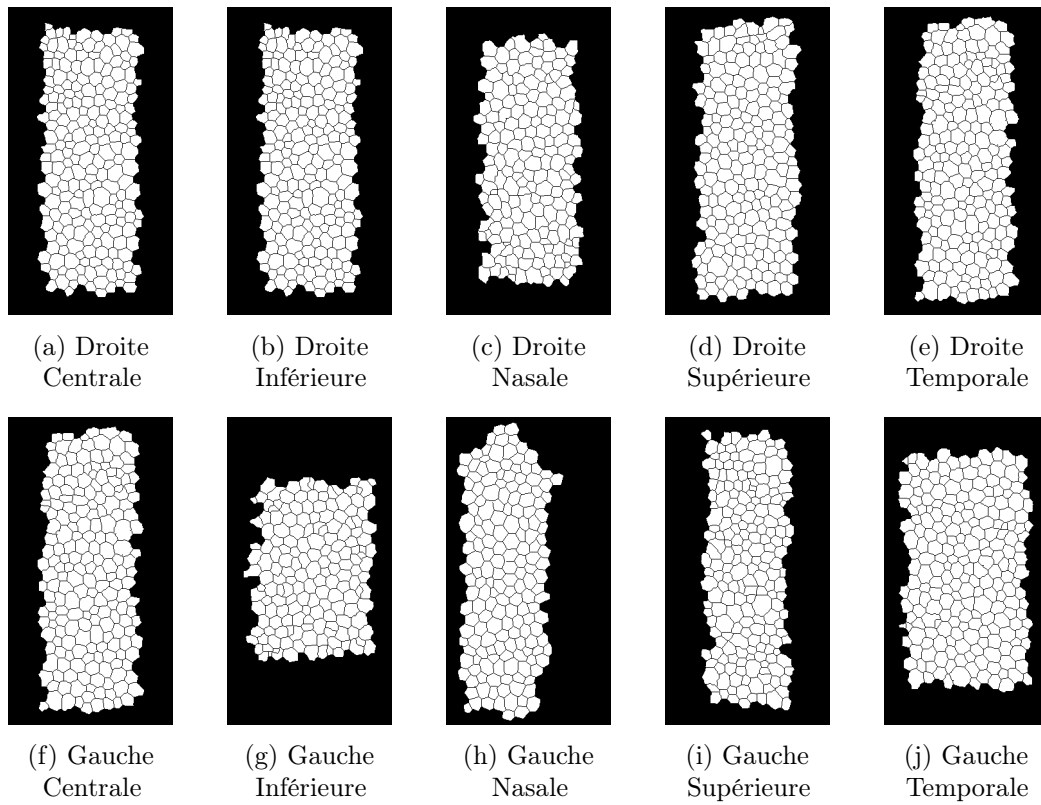 (a) Droite
Centrale
(b) Droite
Inférieure
(c) Droite
Nasale
(d) Droite
Supérieure
(e) Droite
Temporale
(f) Gauche
Centrale
(g) Gauche
Inférieure
(h) Gauche
Nasale
(i) Gauche
Supérieure
(j) Gauche
Temporale